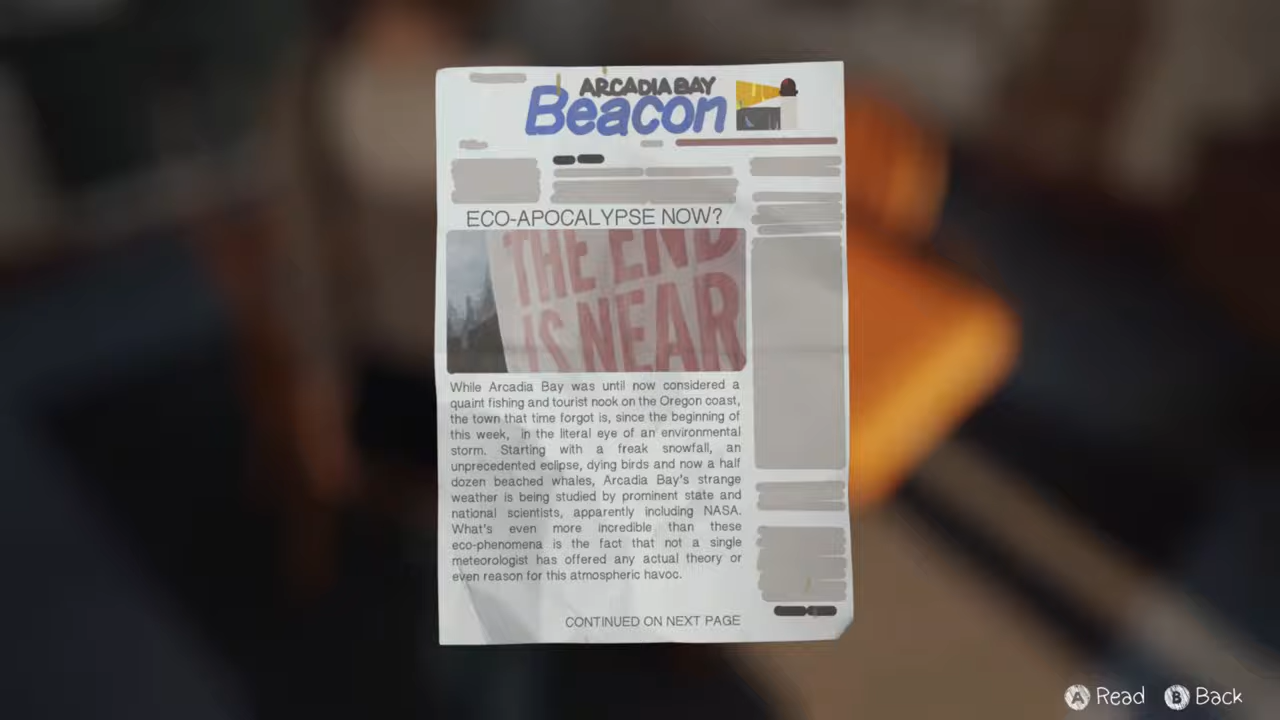 ARCADIA BAY
Beacon
ECO-APOCALYPSE NOW?
THE END
IS NEAR
While Arcadia Bay was until now considered a
quaint fishing and tourist nook on the Oregon coast,
the town that time forgot is, since the beginning of
this week, in the literal eye of an environmental
storm. Starting with a freak snowfall, an
unprecedented eclipse, dying birds and now a half
dozen beached whales, Arcadia Bay's strange
weather is being studied by prominent state and
national scientists, apparently including NASA.
What's even more incredible than these
eco-phenomena is the fact that not a single
meteorologist has offered any actual theory or
even reason for this atmospheric havoc.
CONTINUED ON NEXT PAGE
A Read B Back